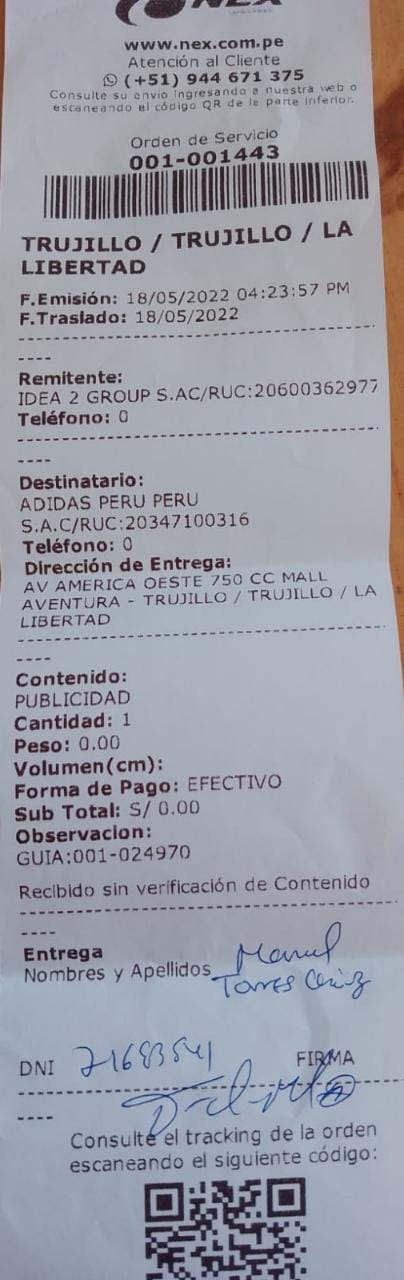 NEX
www.nex.com.pe
Atención al Cliente
(+51) 944 671 375
Consulte su envio ingresando a nuestra web o
escaneando el código QR de la parte inferior.
Orden de Servicio
001-001443
TRUJILLO / TRUJILLO / LA
LIBERTAD
F.Emisión: 18/05/2022 04:23:57 PM
F.Traslado: 18/05/2022
----
Remitente:
IDEA 2 GROUP S.AC/RUC:20600362977
Teléfono: 0
----
Destinatario:
ADIDAS PERU PERU
S.A.C/RUC:20347100316
Teléfono: 0
Dirección de Entrega:
AV AMERICA OESTE 750 CC MALL
AVENTURA - TRUJILLO / TRUJILLO / LA
LIBERTAD
----
Contenido:
PUBLICIDAD
Cantidad: 1
Peso: 0.00
Volumen(cm):
Forma de Pago: EFECTIVO
Sub Total: S/ 0.00
Observacion:
GUIA:001-024970
Recibido sin verificación de Contenido
----
Entrega
Nombres y Apellidos Manuel
Torres
DNI 71683541 FIRMA
----
Consulte el tracking de la orden
escaneando el siguiente código: